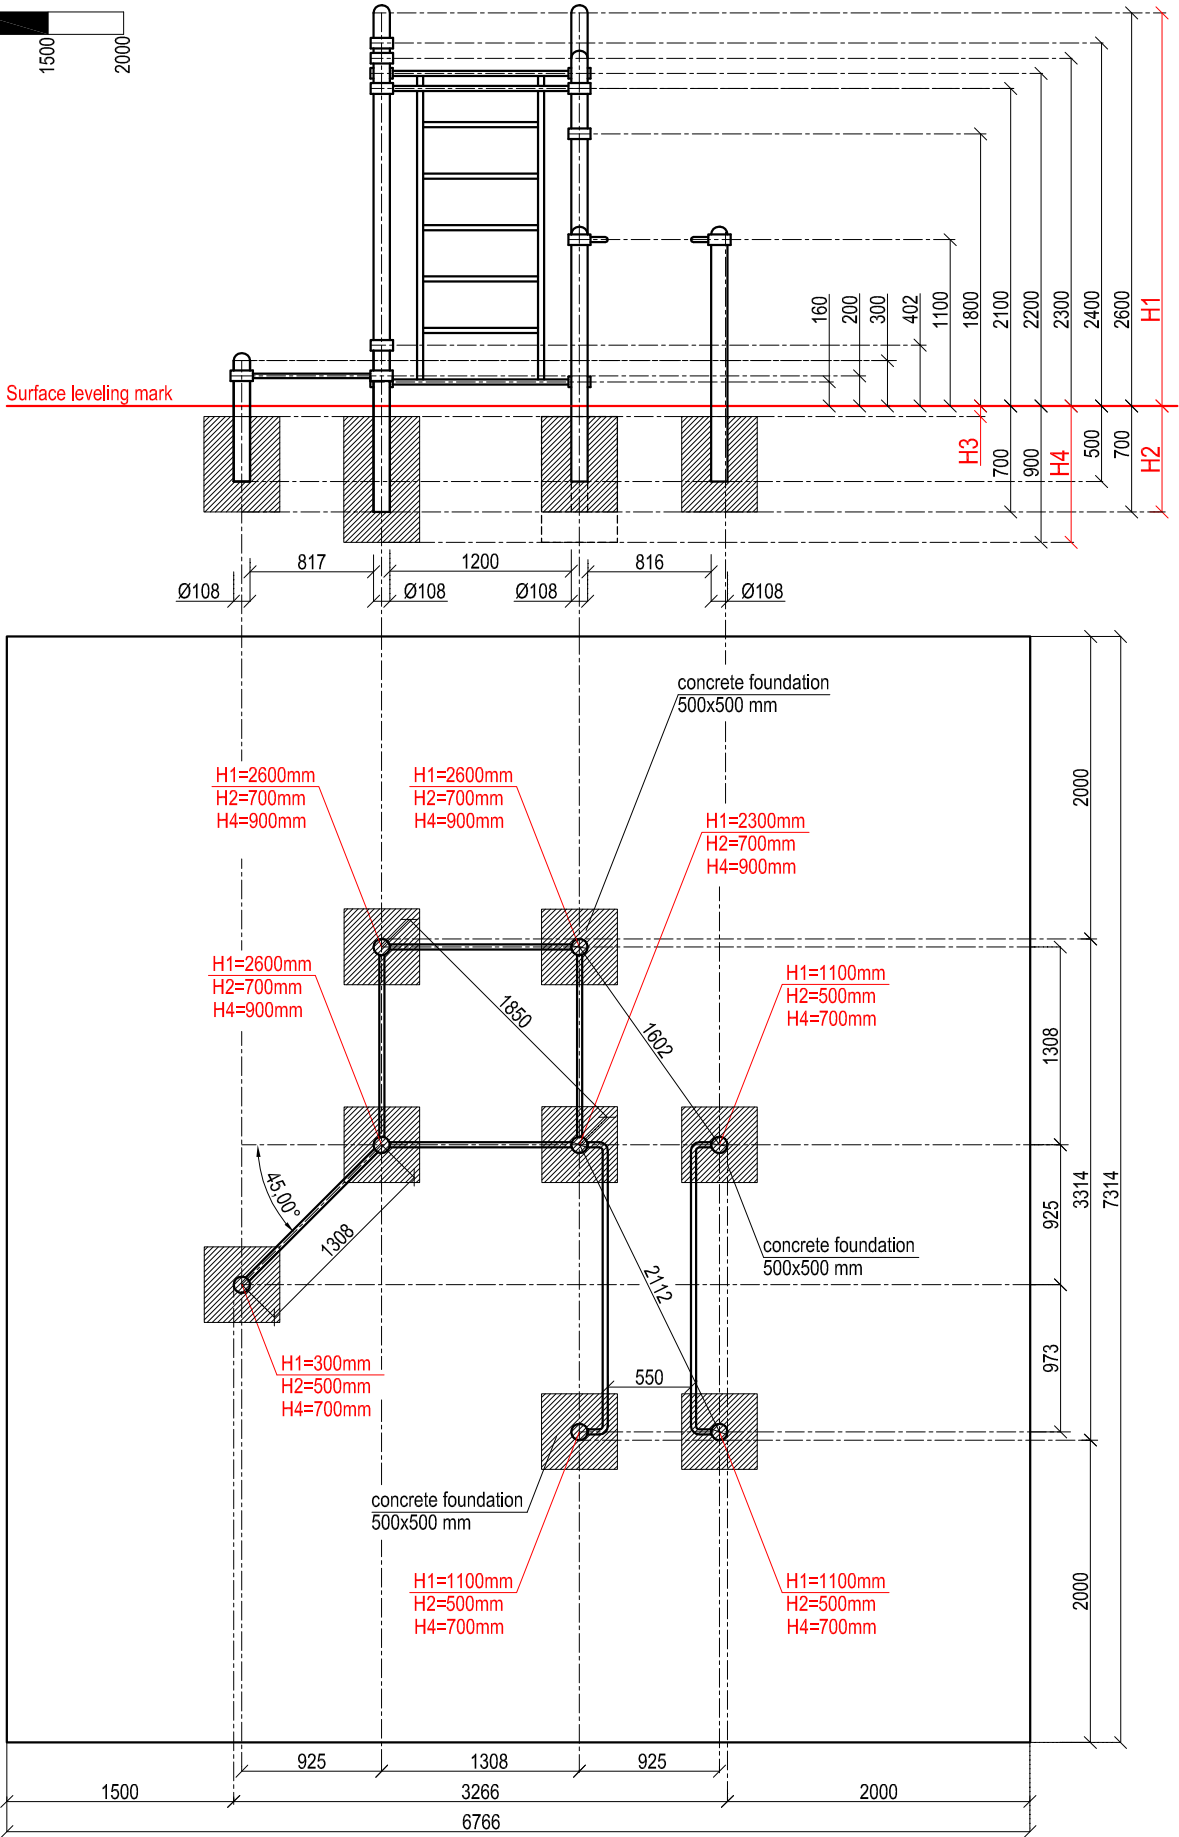 1500
2000
160
200
300
402
1100
1800
2100
2200
2300
2400
2600
H1
Surface leveling mark
H3
700
900
H4
500
700
H2
817
1200
816
Ø108
Ø108
Ø108
Ø108
concrete foundation
500x500 mm
H1=2600mm
H2=700mm
H4=900mm
H1=2600mm
H2=700mm
H4=900mm
H1=2300mm
H2=700mm
H4=900mm
2000
H1=2600mm
H2=700mm
H4=900mm
H1=1100mm
H2=500mm
H4=700mm
1850
1602
1308
45,00°
1308
925
3314
7314
concrete foundation
500x500 mm
2112
H1=300mm
H2=500mm
H4=700mm
550
973
concrete foundation
500x500 mm
H1=1100mm
H2=500mm
H4=700mm
H1=1100mm
H2=500mm
H4=700mm
2000
925
1308
925
1500
3266
2000
6766